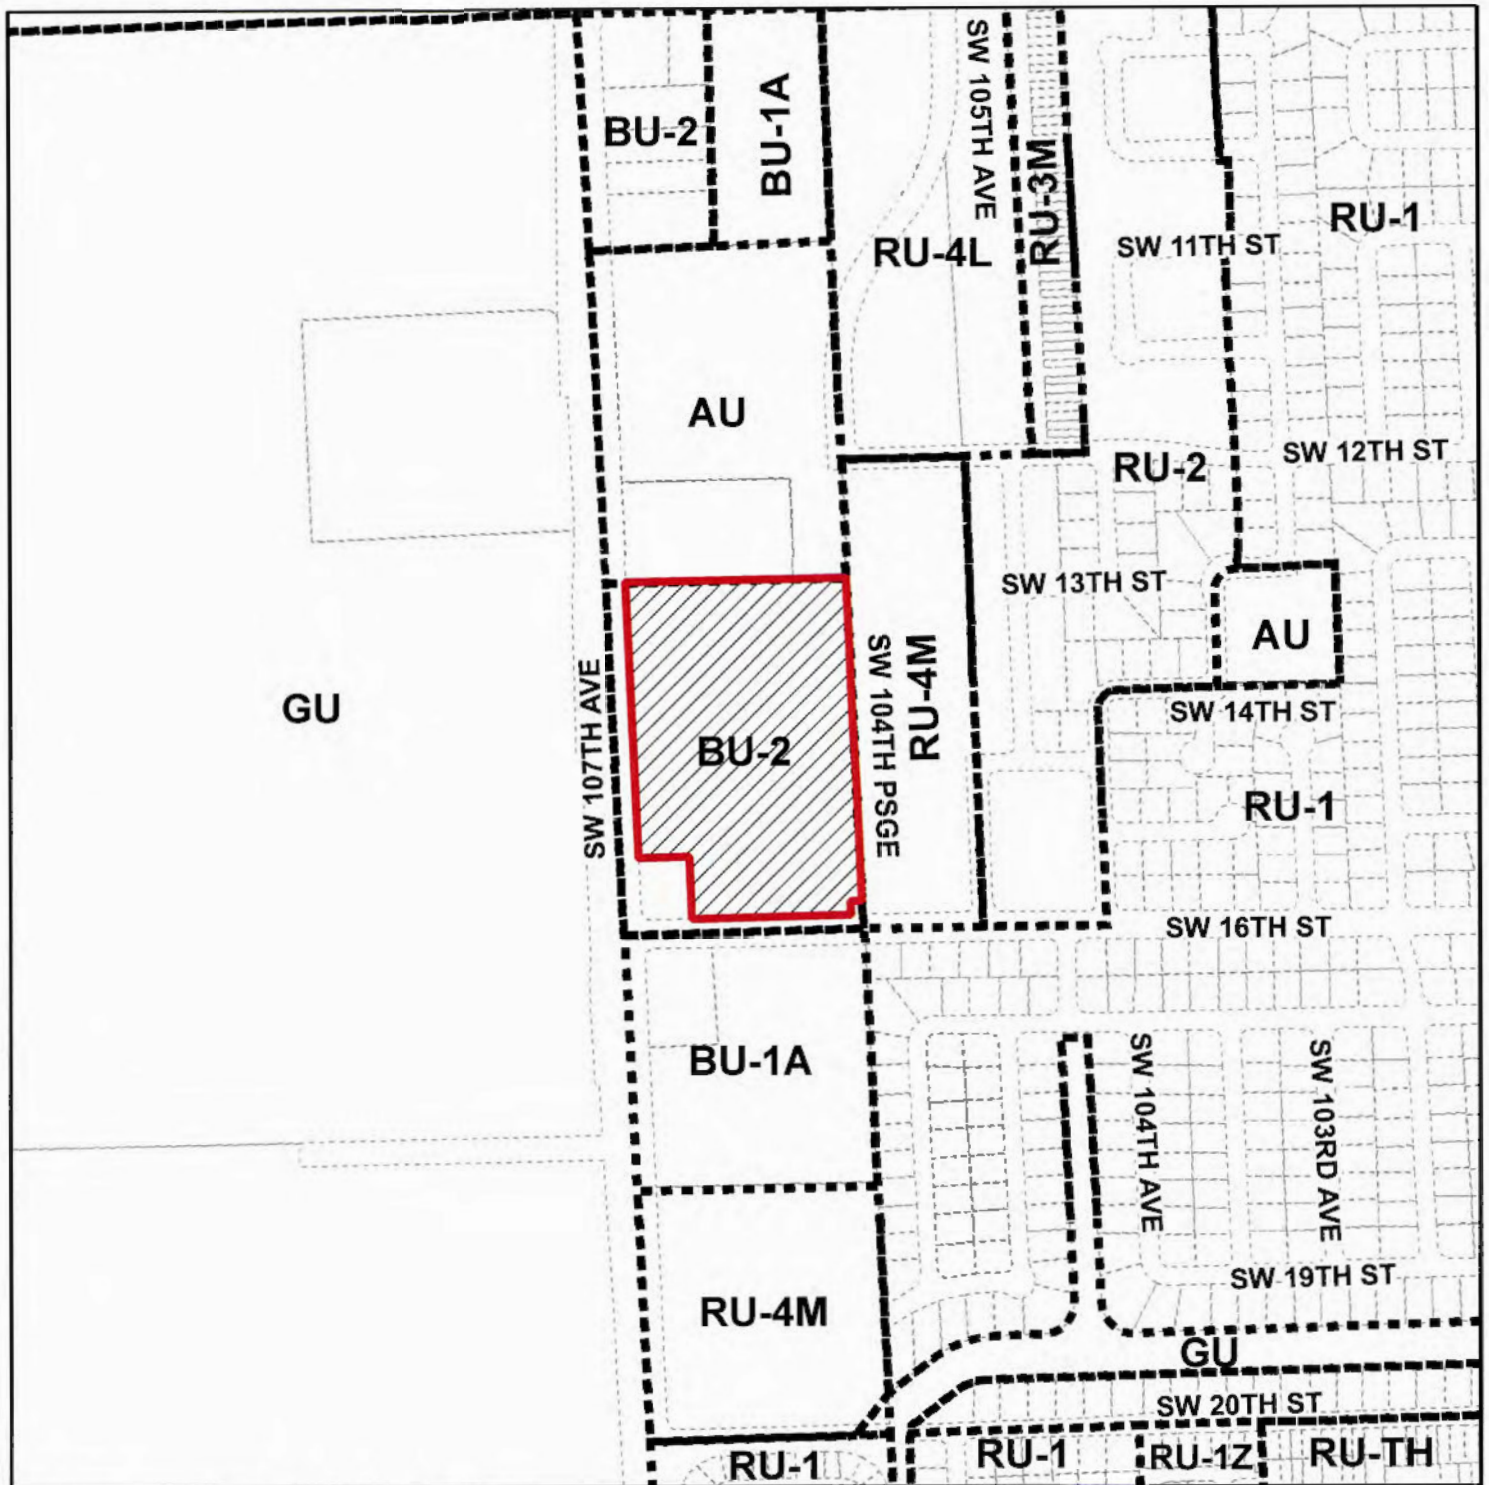 BU-2
BU-1A
SW 105TH AVE
RU-3M
RU-4L
SW 11TH ST
RU-1
AU
RU-2
SW 12TH ST
SW 13TH ST
AU
GU
SW 107TH AVE
BU-2
SW 104TH PSGE
RU-4M
SW 14TH ST
RU-1
SW 16TH ST
BU-1A
SW 104TH AVE
SW 103RD AVE
SW 19TH ST
RU-4M
GU
SW 20TH ST
RU-1
RU-1
RU-1Z
RU-TH